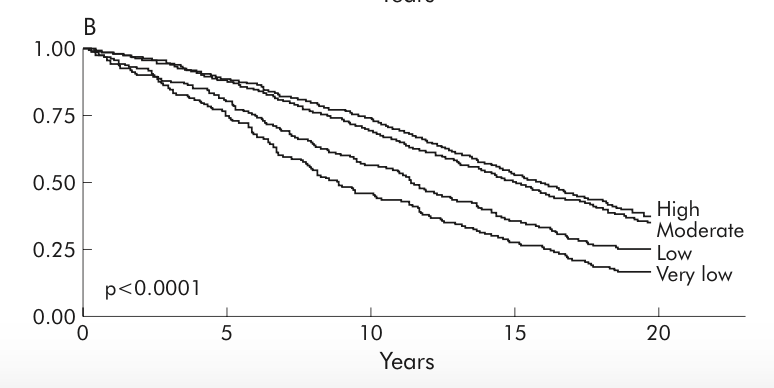 Years
B
1.00
0.75
0.50
0.25
0.00
High
Moderate
Low
Very low
p<0.0001
0 5 10 15 20
Years